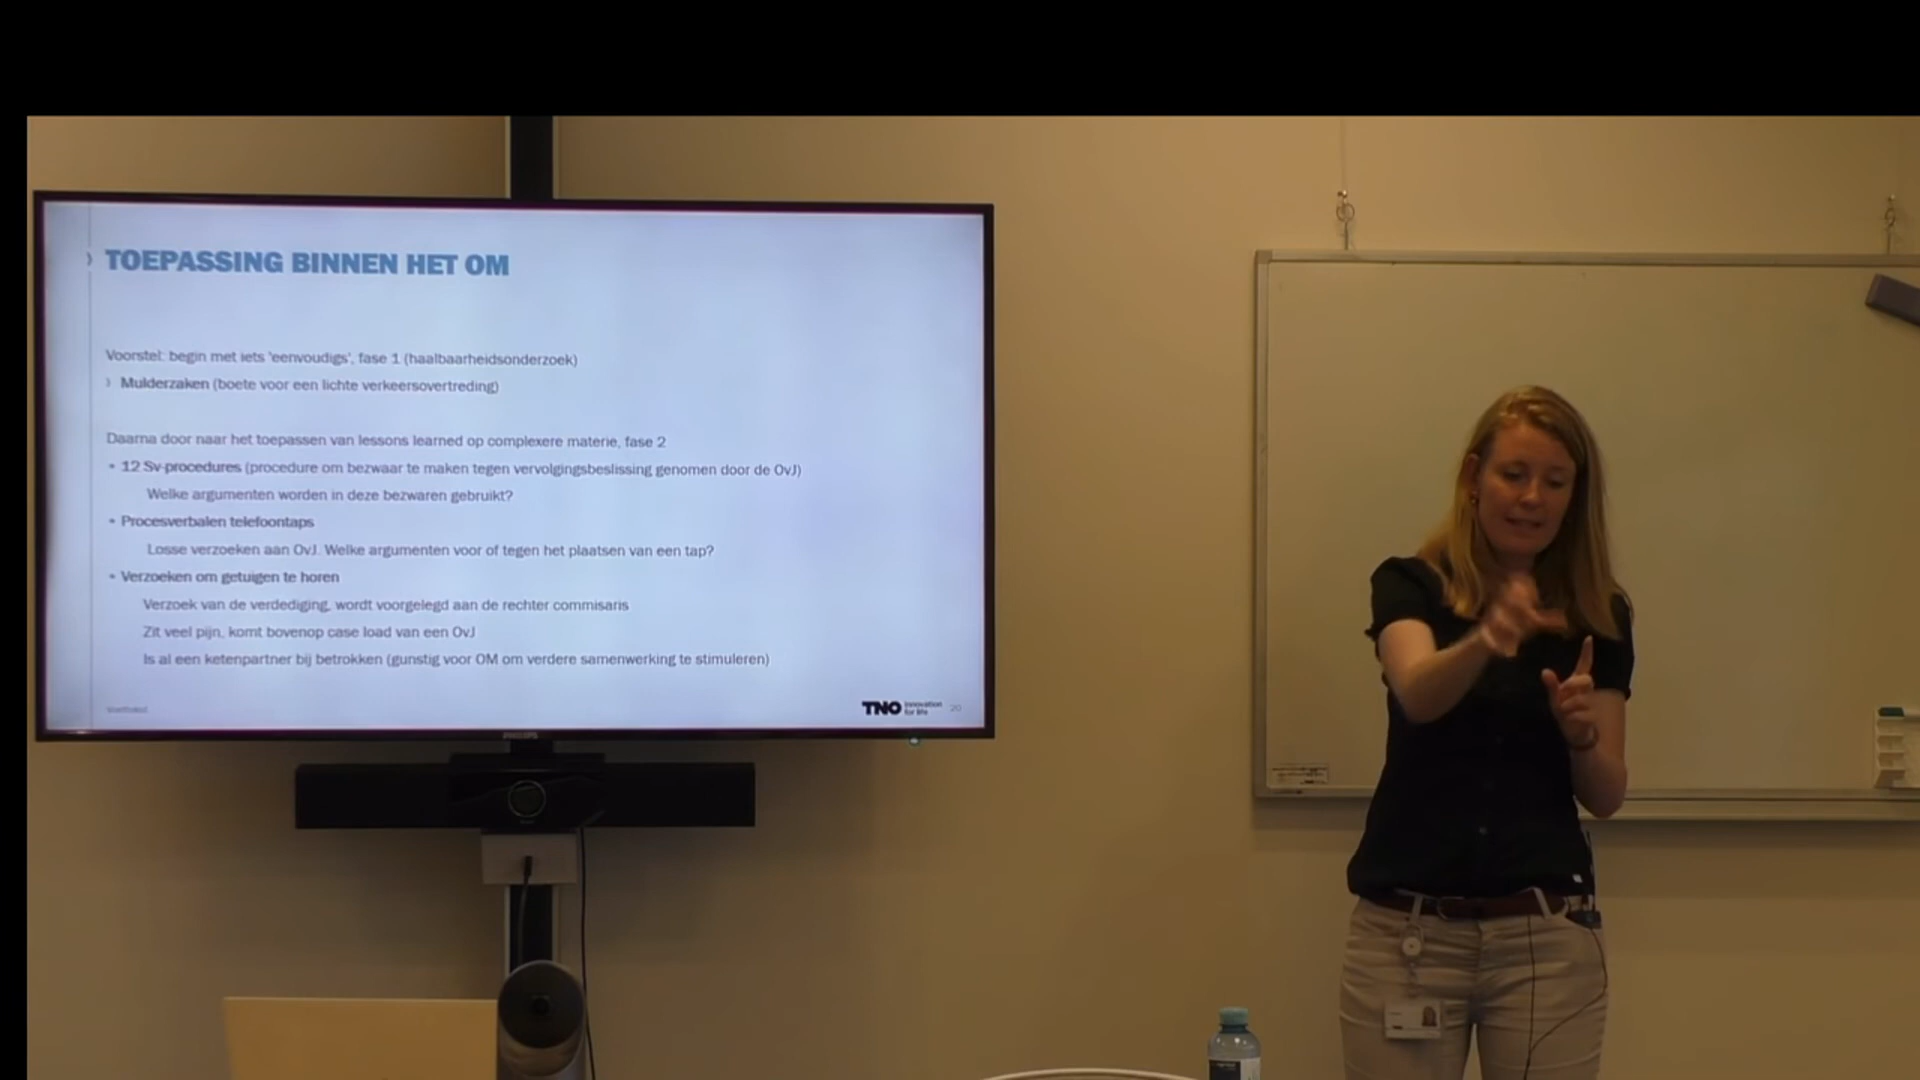 TOEPASSING BINNEN HET OM
Voorstel: begin met iets 'eenvoudigs', fase 1 (haalbaarheidsonderzoek)
Mulderzaken (boete voor een lichte verkeersovertreding)
Daarna door naar het toepassen van lessons learned op complexere materie, fase 2
• 12 Sv-procedures (procedure om bezwaar te maken tegen vervolgingsbeslissing genomen door de OvJ)
Welke argumenten worden in deze bezwaren gebruikt?
• Procesverbalen telefoontaps
Losse verzoeken aan OvJ. Welke argumenten voor of tegen het plaatsen van een tap?
• Verzoeken om getuigen te horen
Verzoek van de verdediging, wordt voorgelegd aan de rechter commisaris
Zit veel pijn, komt bovenop case load van een OvJ
Is al een ketenpartner bij betrokken (gunstig voor OM om verdere samenwerking te stimuleren)
TNO innovation for life 20
PHILIPS